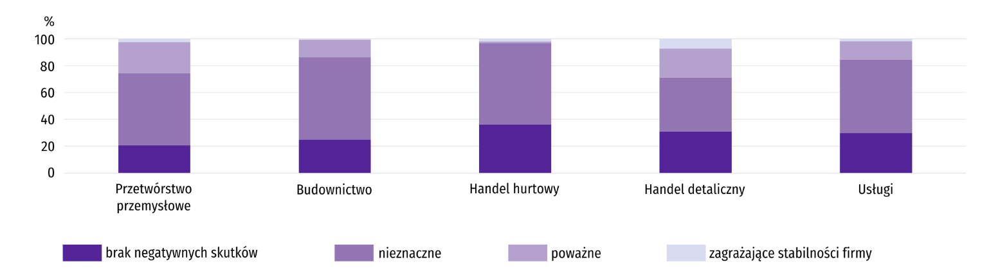 %
100
80
60
40
20
0
Przetwórstwo
przemysłowe
Budownictwo
Handel hurtowy
Handel detaliczny
Usługi
brak negatywnych skutków
nieznaczne
poważne
zagrażające stabilności firmy